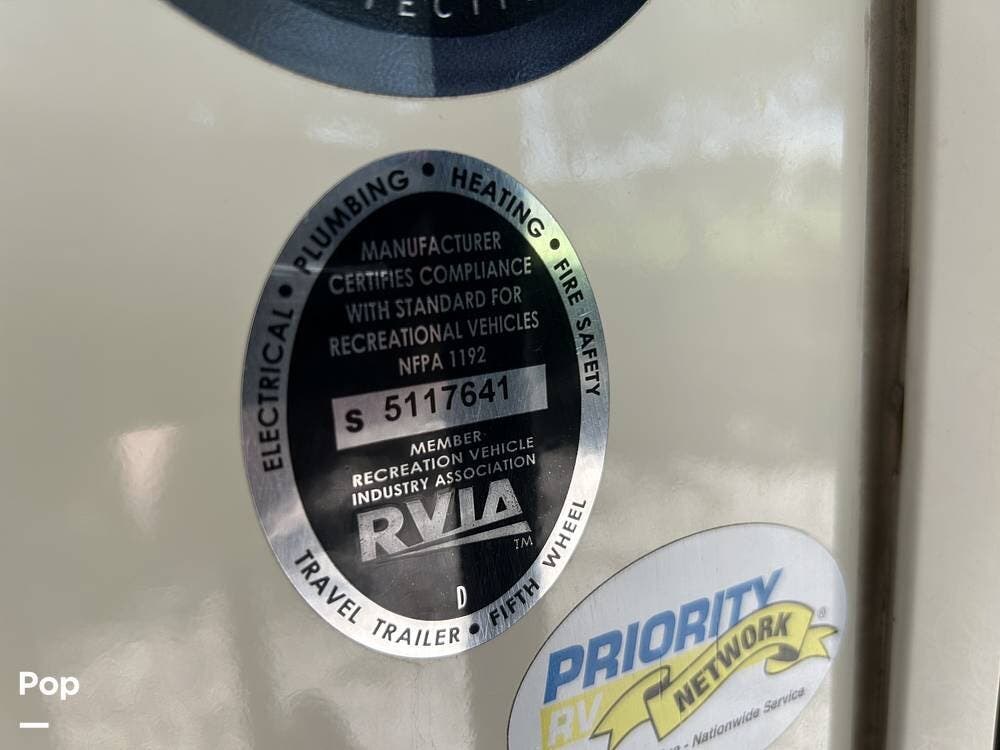 ELECTRICAL • PLUMBING • HEATING • FIRE SAFETY
MANUFACTURER
CERTIFIES COMPLIANCE
WITH STANDARD FOR
RECREATIONAL VEHICLES
NFPA 1192
S 5117641
MEMBER
RECREATION VEHICLE
INDUSTRY ASSOCIATION
RVIA
TM
D
TRAVEL TRAILER • FIFTH WHEEL
PRIORITY
RV NETWORK ®
- Nationwide Service
Pop